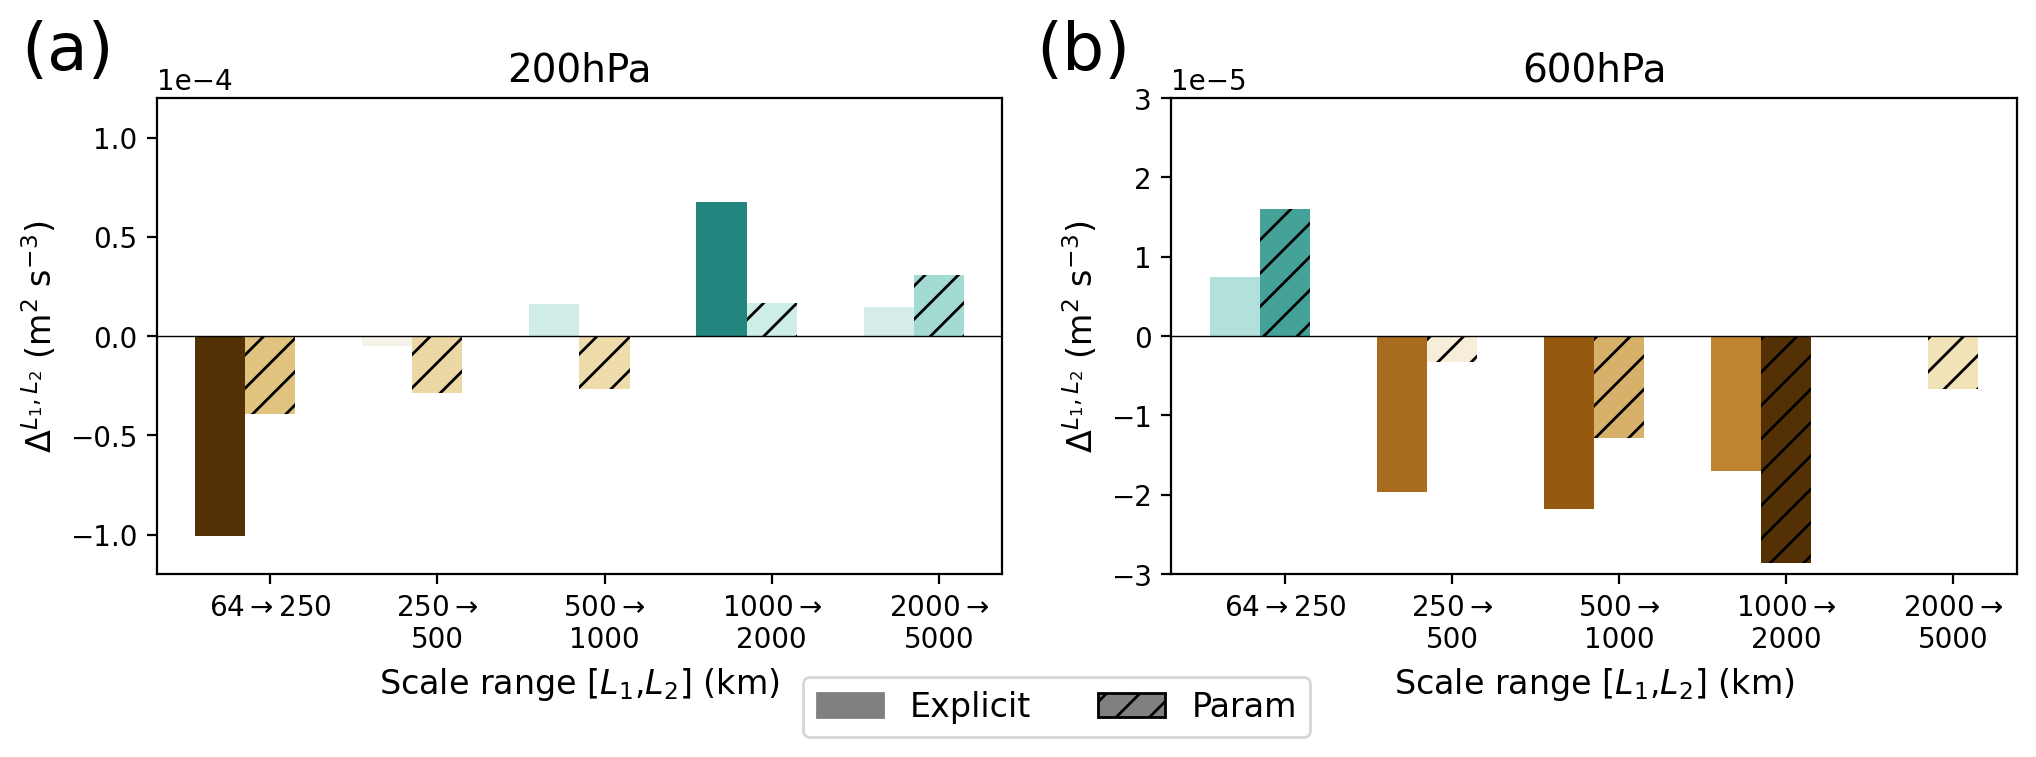 (a)
200hPa
1e−4
1.0
0.5
0.0
−0.5
−1.0
Δ^{L₁, L₂} (m² s⁻³)
64→250
250→
500
500→
1000
1000→
2000
2000→
5000
Scale range [L₁,L₂] (km)
(b)
600hPa
1e−5
3
2
1
0
−1
−2
−3
Δ^{L₁, L₂} (m² s⁻³)
64→250
250→
500
500→
1000
1000→
2000
2000→
5000
Scale range [L₁,L₂] (km)
Explicit
Param